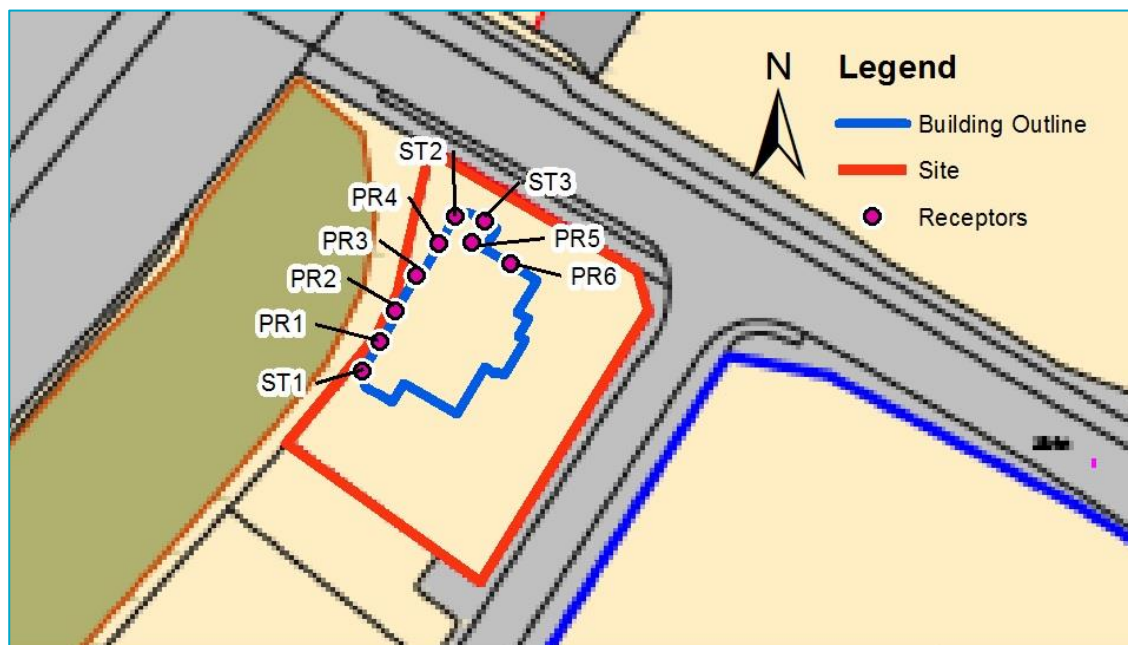 N
Legend
Building Outline
Site
Receptors
ST2
ST3
PR4
PR5
PR3
PR6
PR2
PR1
ST1